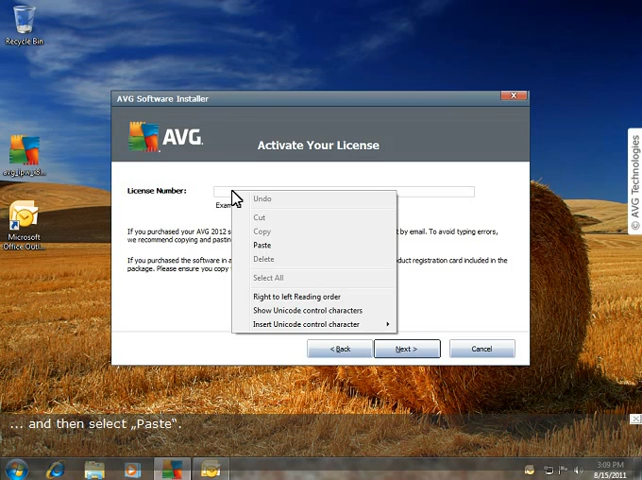 Recycle Bin
AVG Software Installer
AVG.
Activate Your License
License Number:
Exam
Undo
Cut
Copy
Paste
Delete
Select All
Right to left Reading order
Show Unicode control characters
Insert Unicode control character
If you purchased your AVG 2012 s
t by email. To avoid typing errors,
we recommend copying and pastin
If you purchased the software in a
duct registration card included in the
package. Please ensure you copy
< Back
Next >
Cancel
Microsoft
Office Outl...
© AVG Technologies
... and then select „Paste“.
3:09 PM
8/15/2011